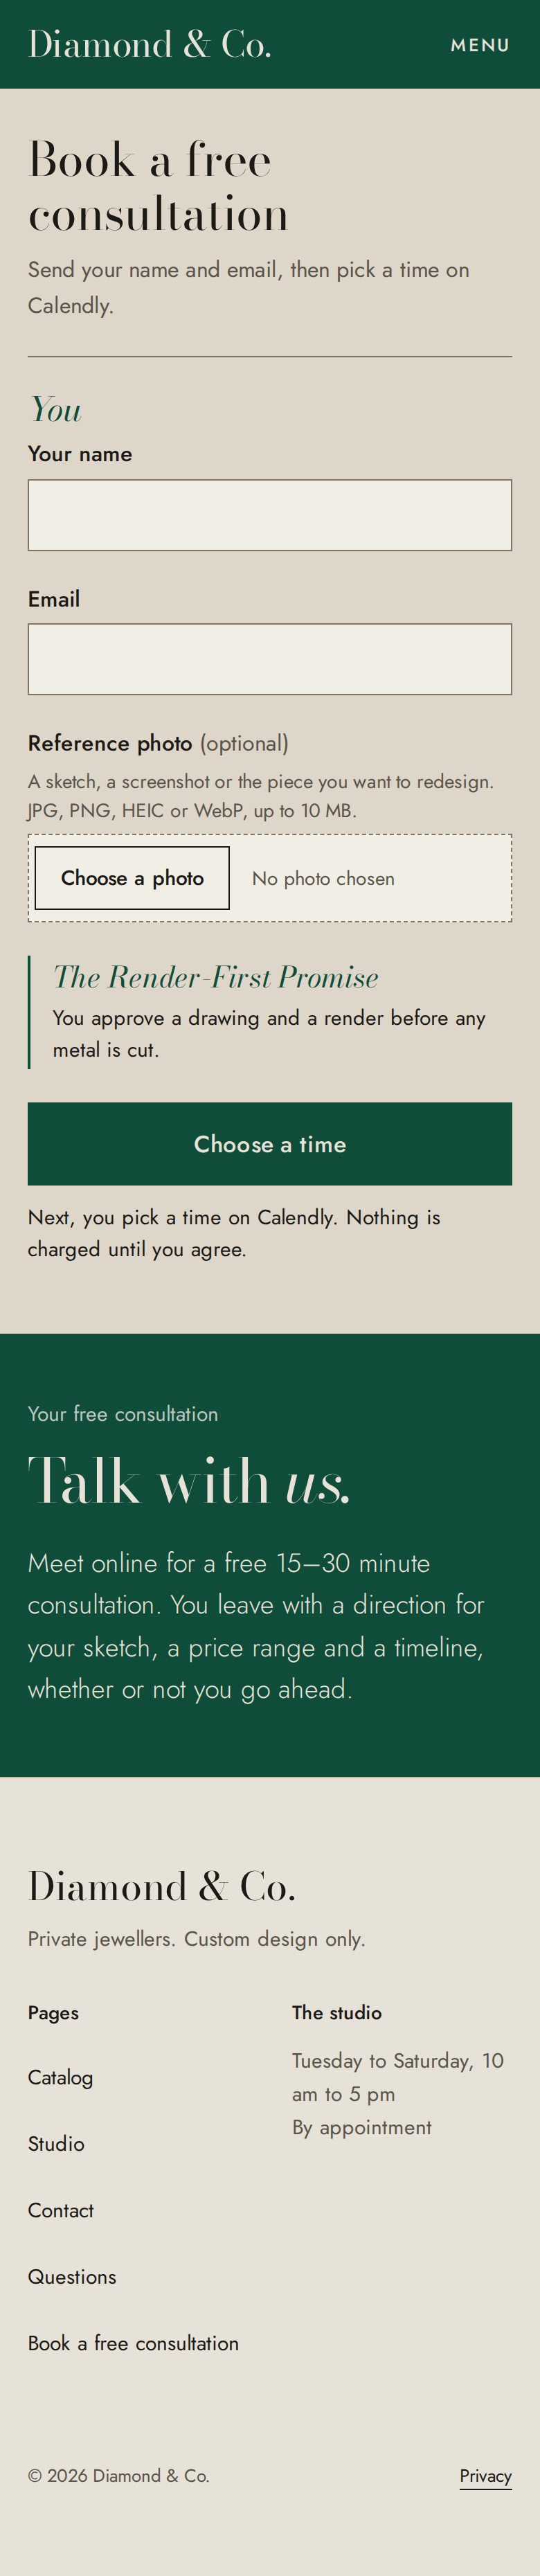 Diamond & Co.
MENU
Book a free
consultation
Send your name and email, then pick a time on
Calendly.
You
Your name
Email
Reference photo (optional)
A sketch, a screenshot or the piece you want to redesign.
JPG, PNG, HEIC or WebP, up to 10 MB.
Choose a photo
No photo chosen
The Render-First Promise
You approve a drawing and a render before any
metal is cut.
Choose a time
Next, you pick a time on Calendly. Nothing is
charged until you agree.
Your free consultation
Talk with us.
Meet online for a free 15–30 minute
consultation. You leave with a direction for
your sketch, a price range and a timeline,
whether or not you go ahead.
Diamond & Co.
Private jewellers. Custom design only.
Pages
Catalog
Studio
Contact
Questions
Book a free consultation
The studio
Tuesday to Saturday, 10
am to 5 pm
By appointment
© 2026 Diamond & Co.
Privacy